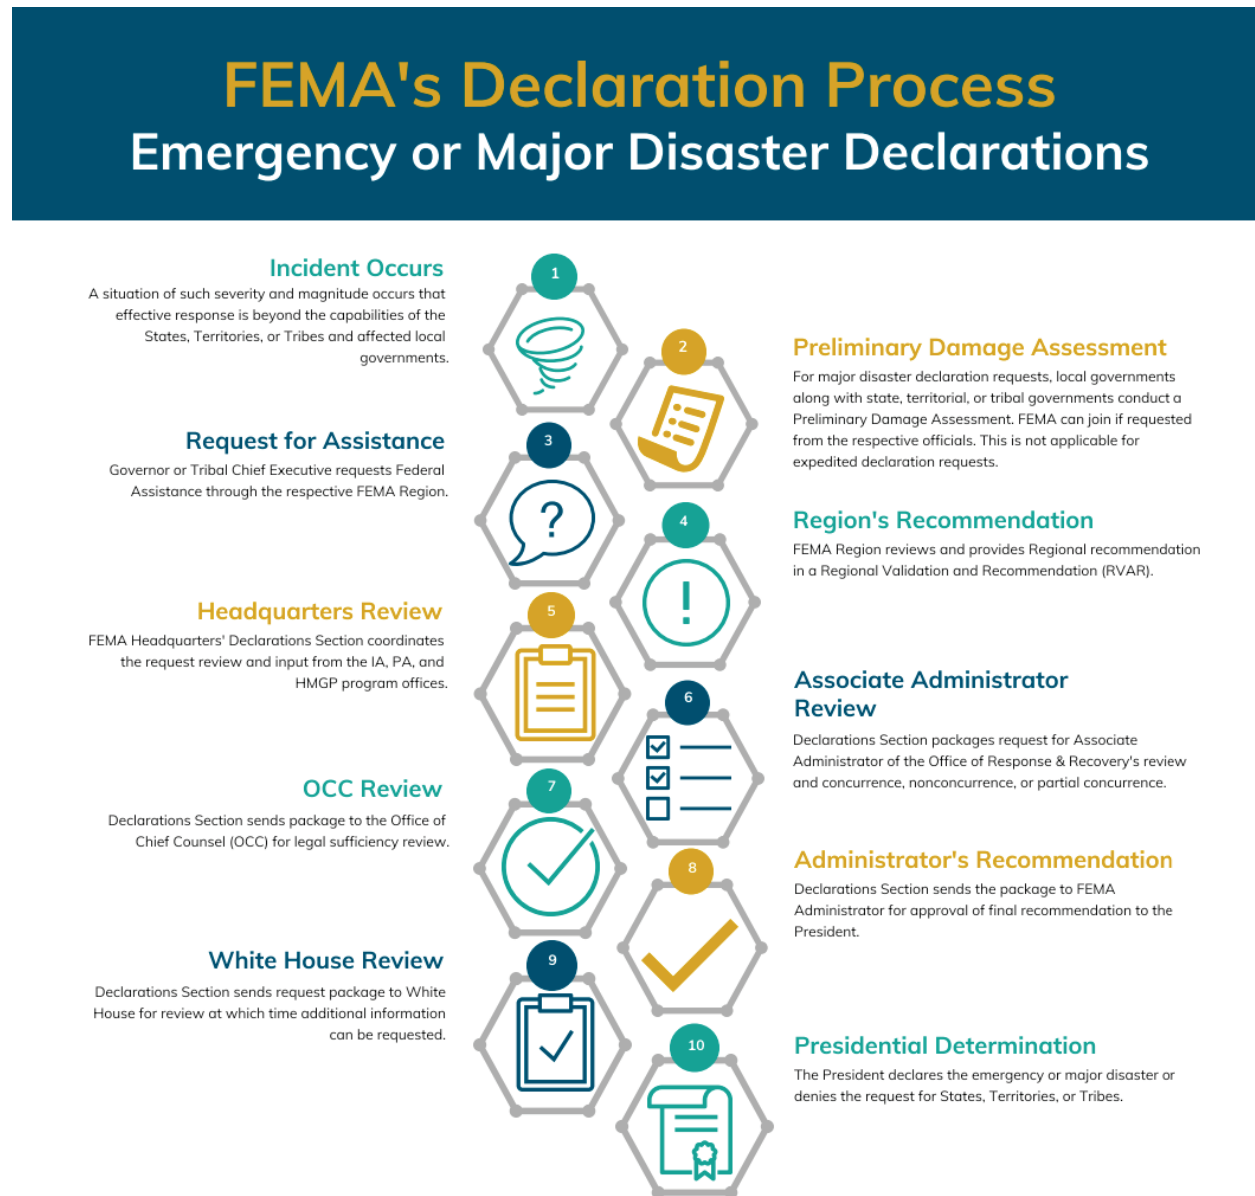 FEMA's Declaration Process
Emergency or Major Disaster Declarations
1
Incident Occurs
A situation of such severity and magnitude occurs that
effective response is beyond the capabilities of the
States, Territories, or Tribes and affected local
governments.
2
Preliminary Damage Assessment
For major disaster declaration requests, local governments
along with state, territorial, or tribal governments conduct a
Preliminary Damage Assessment. FEMA can join if requested
from the respective officials. This is not applicable for
expedited declaration requests.
3
Request for Assistance
Governor or Tribal Chief Executive requests Federal
Assistance through the respective FEMA Region.
?
4
Region's Recommendation
FEMA Region reviews and provides Regional recommendation
in a Regional Validation and Recommendation (RVAR).
!
5
Headquarters Review
FEMA Headquarters' Declarations Section coordinates
the request review and input from the IA, PA, and
HMGP program offices.
6
Associate Administrator
Review
Declarations Section packages request for Associate
Administrator of the Office of Response & Recovery's review
and concurrence, nonconcurrence, or partial concurrence.
7
OCC Review
Declarations Section sends package to the Office of
Chief Counsel (OCC) for legal sufficiency review.
8
Administrator's Recommendation
Declarations Section sends the package to FEMA
Administrator for approval of final recommendation to the
President.
9
White House Review
Declarations Section sends request package to White
House for review at which time additional information
can be requested.
10
Presidential Determination
The President declares the emergency or major disaster or
denies the request for States, Territories, or Tribes.